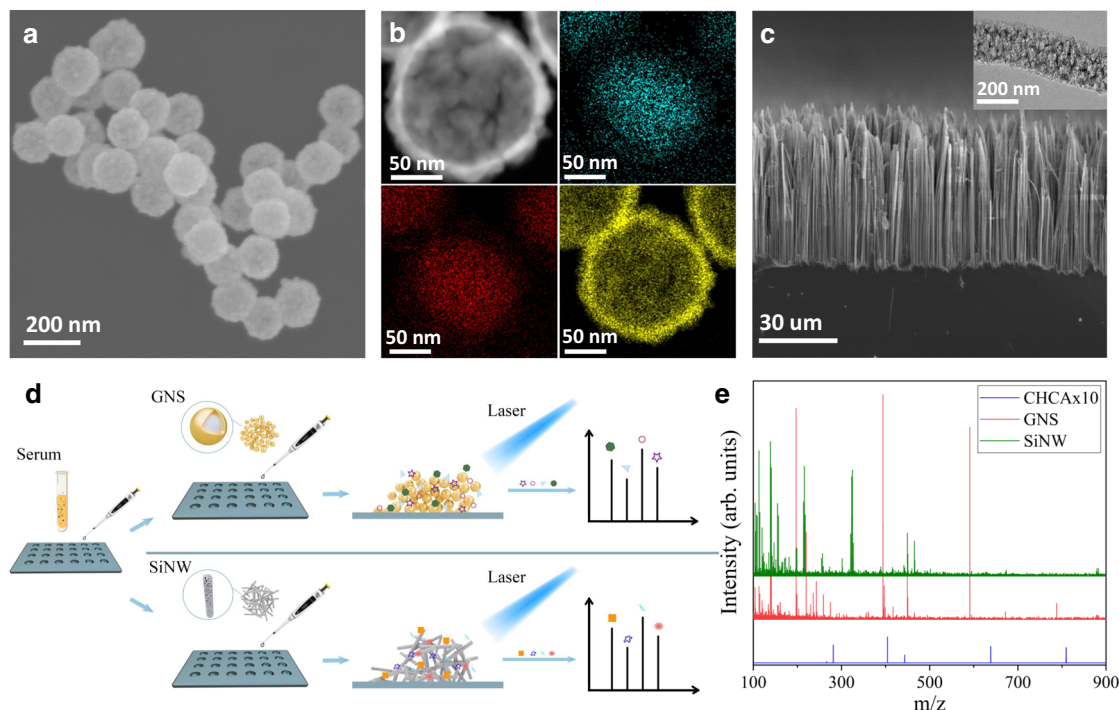 a
200 nm
b
50 nm
50 nm
50 nm
50 nm
c
200 nm
30 um
d
Serum
GNS
Laser
SiNW
Laser
e
CHCAx10
GNS
SiNW
Intensity (arb. units)
100 300 500 700 900
m/z